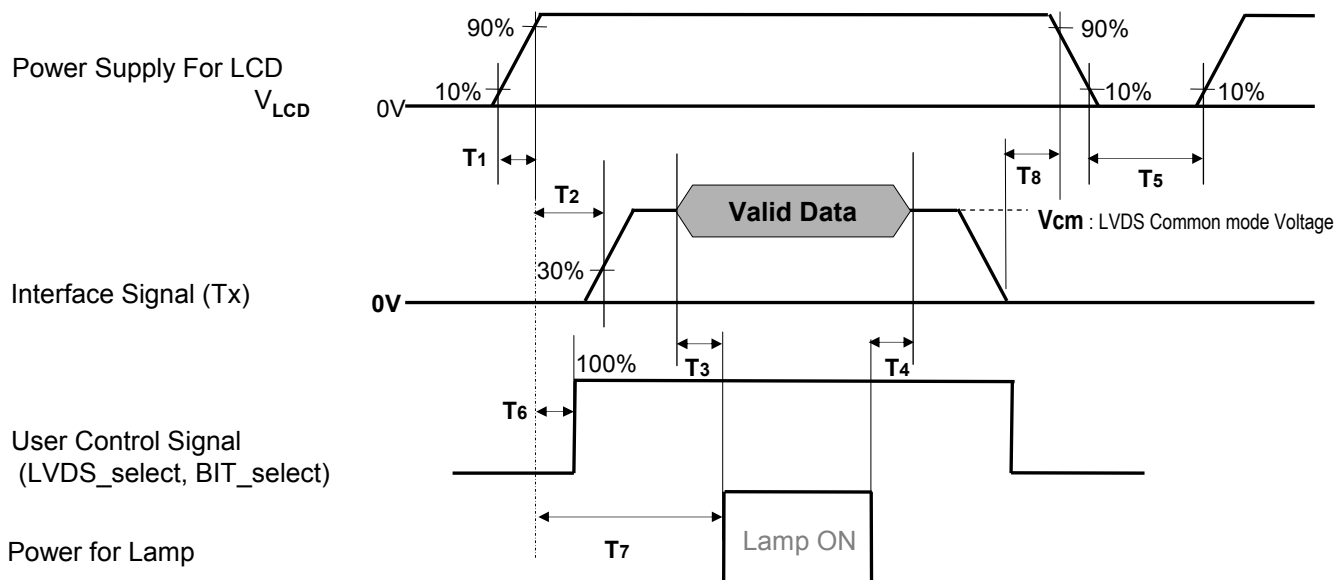 90%
90%
Power Supply For LCD
VLCD
10%
10%
10%
0V
T1
T8
T5
T2
Valid Data
Vcm : LVDS Common mode Voltage
30%
Interface Signal (Tx)
0V
T3
T4
100%
T6
User Control Signal
(LVDS_select, BIT_select)
T7
Lamp ON
Power for Lamp